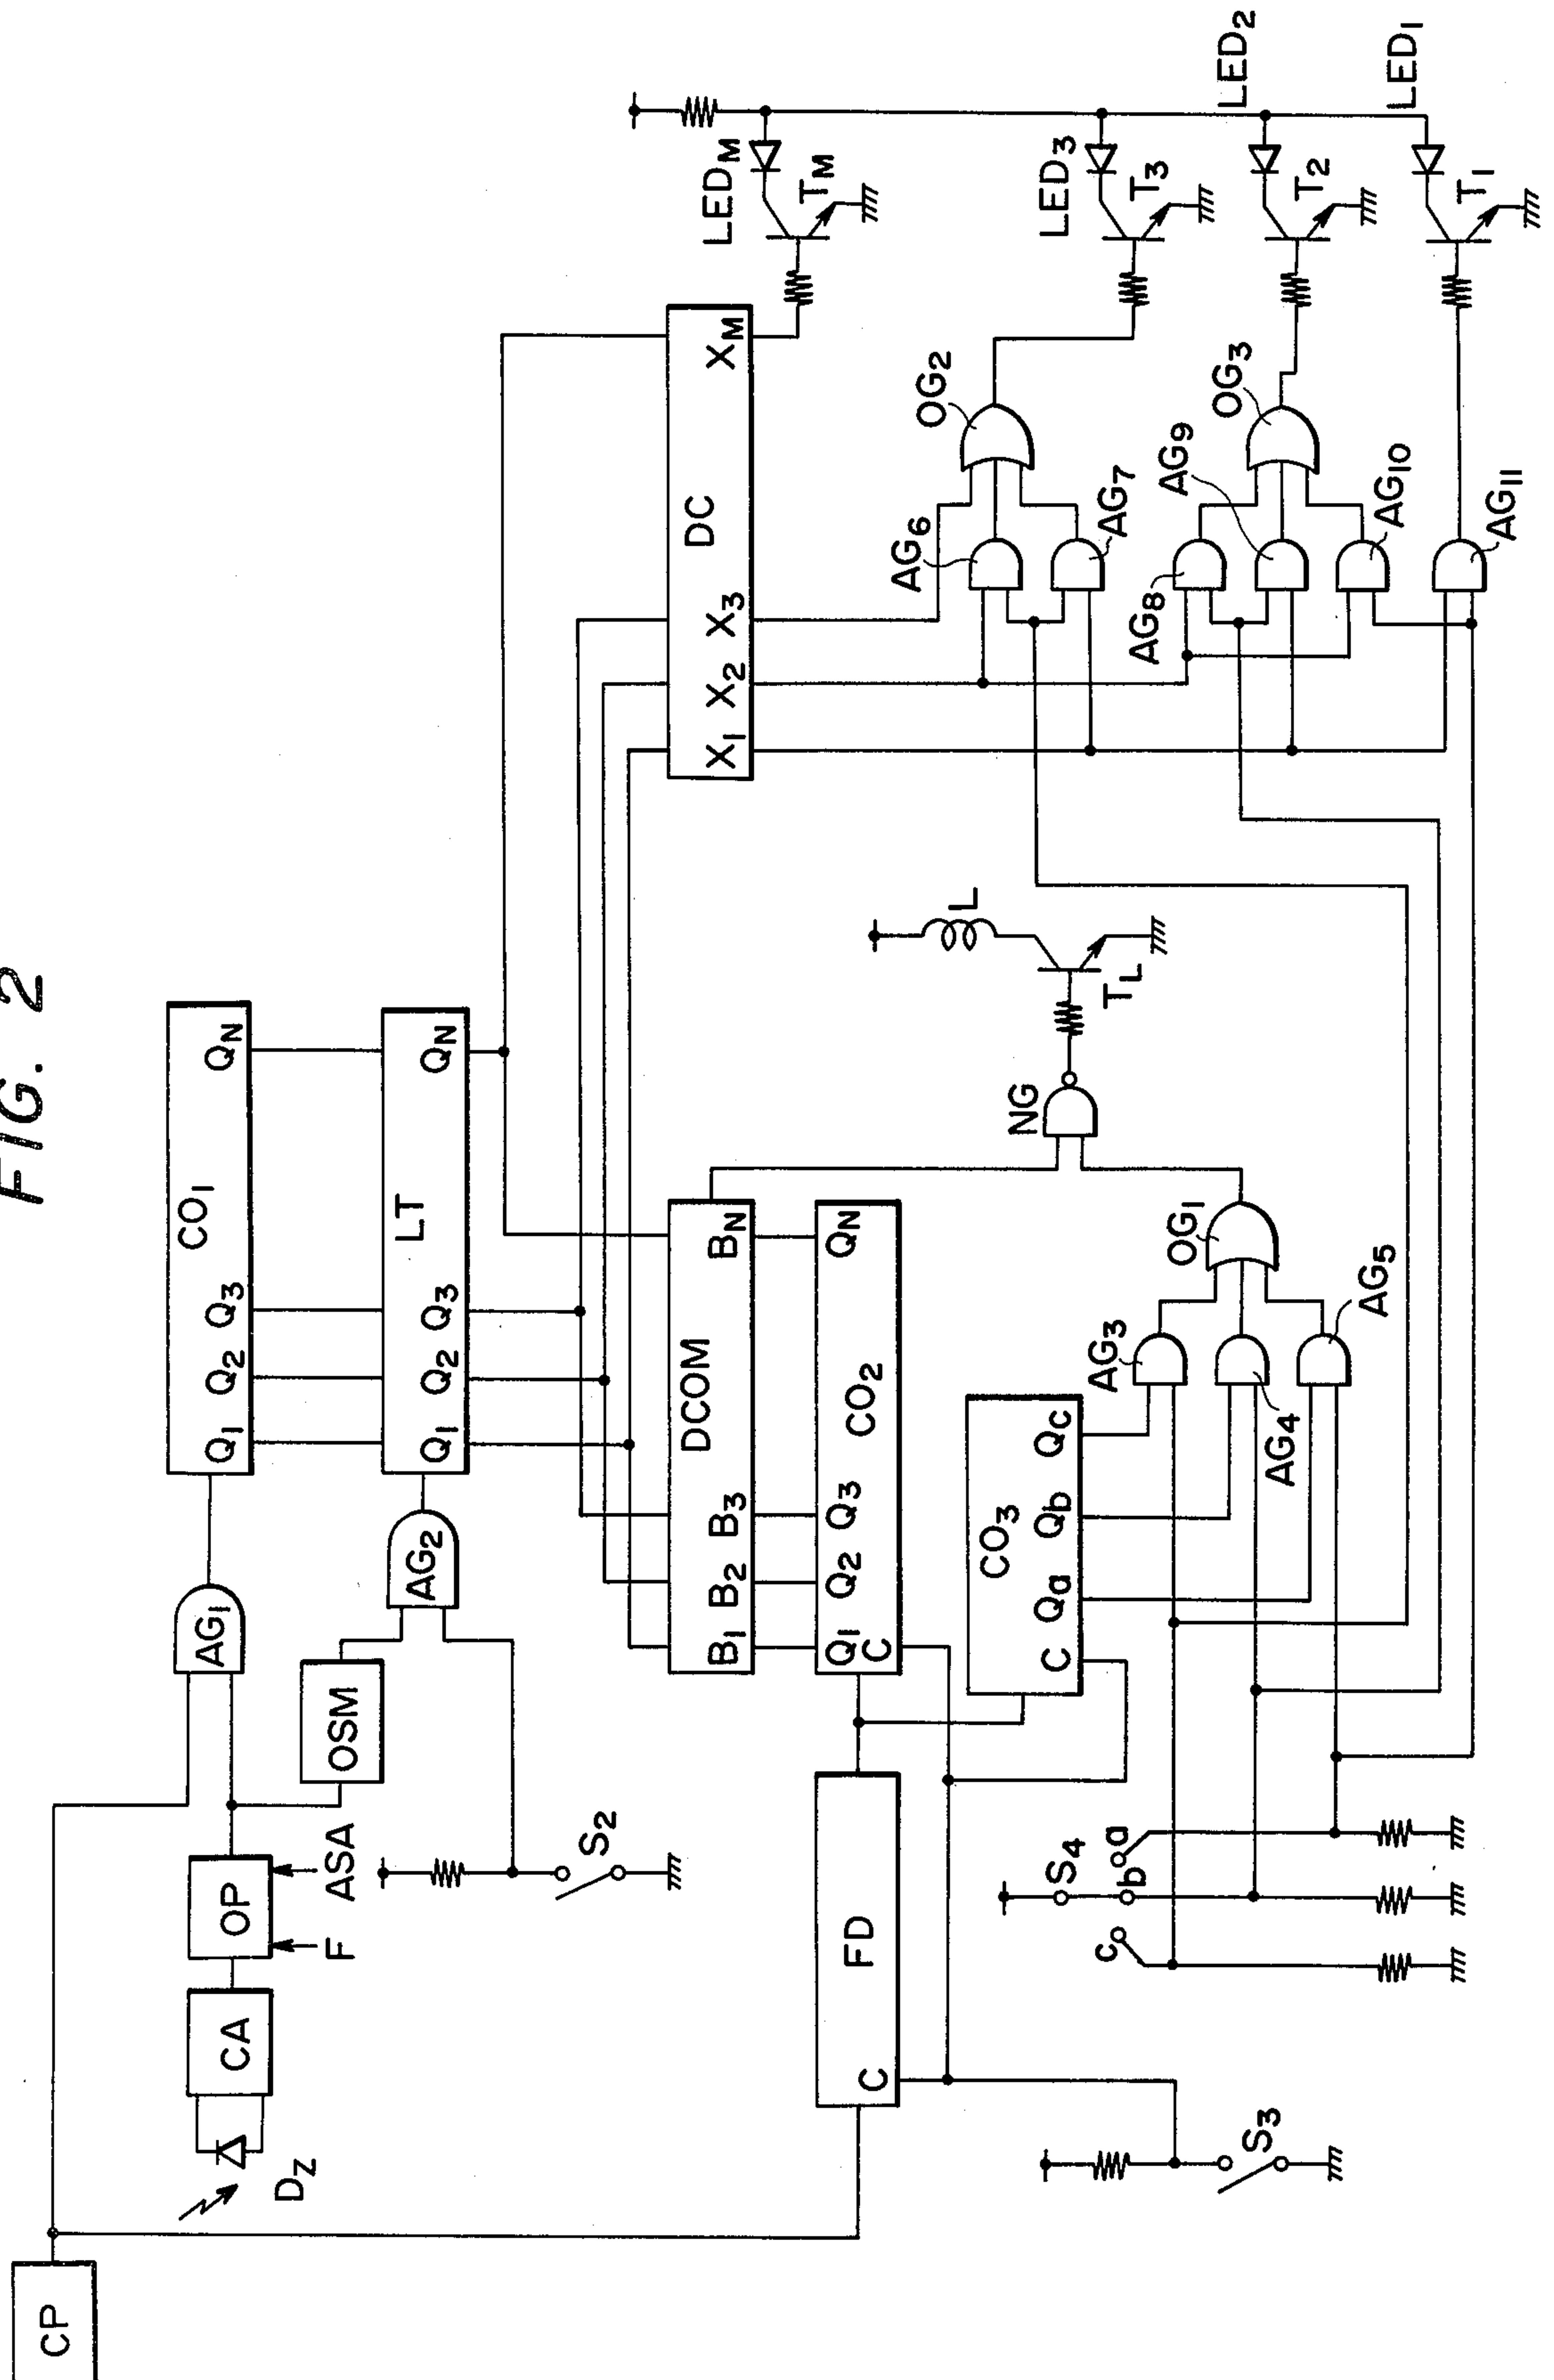 FIG. 2
CP
DZ
CA
OP
F
ASA
AG1
OSM
AG2
S2
CO1
Q1 Q2 Q3 QN
LT
Q1 Q2 Q3 QN
DCOM
B1 B2 B3 BN
CO2
Q1 Q2 Q3 QN
C
FD
C
S3
CO3
C Qa Qb Qc
S4
a
b
c
AG3
AG4
AG5
OG1
NG
TL
L
DC
X1 X2 X3 XM
AG6
AG7
AG8
AG9
AG10
AG11
OG2
OG3
LEDM
TM
LED3
T3
LED2
T2
LED1
T1